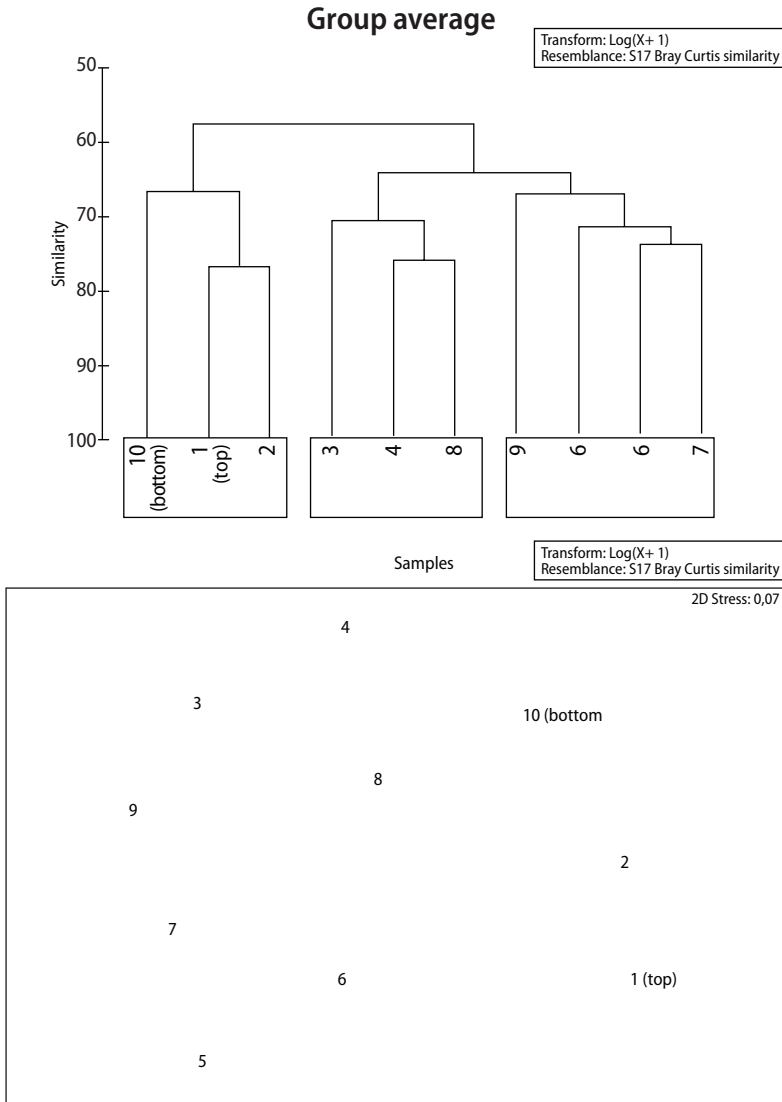 Group average
Transform: Log(X+ 1)
Resemblance: S17 Bray Curtis similarity
50
60
70
80
90
100
Similarity
10
(bottom)
1
(top)
2
3
4
8
9
6
6
7
Samples
Transform: Log(X+ 1)
Resemblance: S17 Bray Curtis similarity
2D Stress: 0,07
4
3
10 (bottom
8
9
2
7
6
1 (top)
5